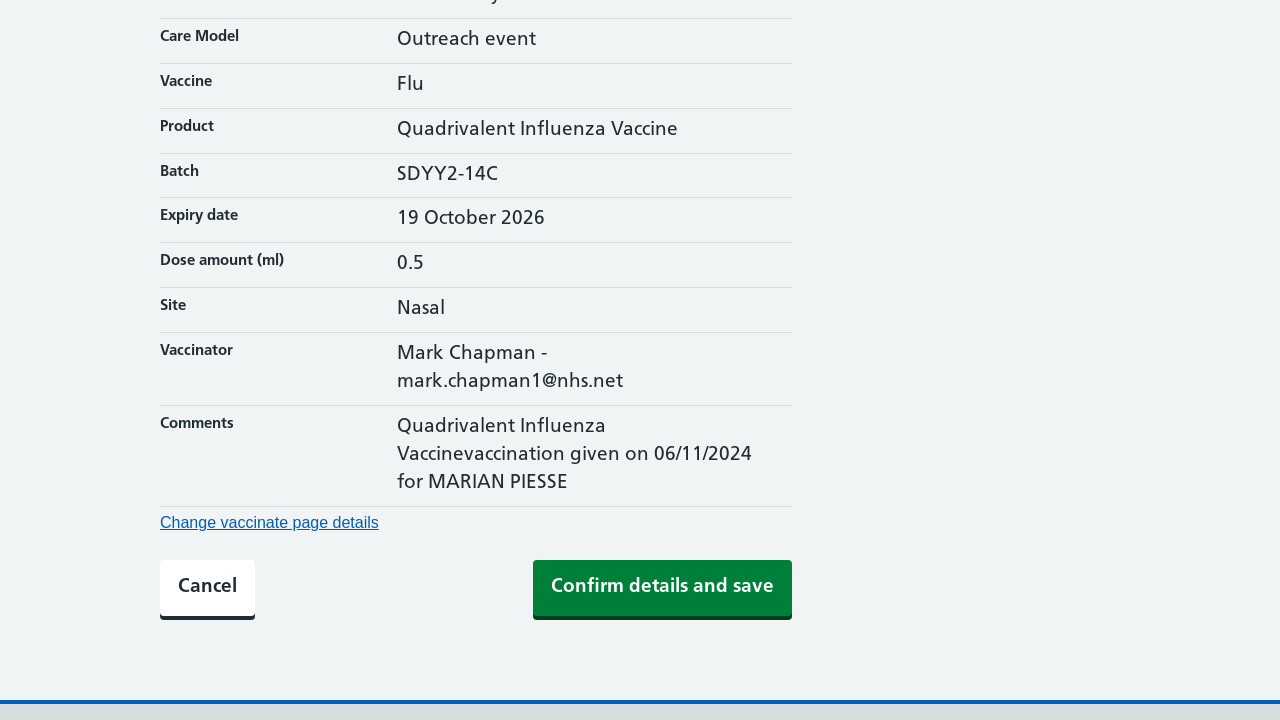 Care Model
Outreach event
Vaccine
Flu
Product
Quadrivalent Influenza Vaccine
Batch
SDYY2-14C
Expiry date
19 October 2026
Dose amount (ml)
0.5
Site
Nasal
Vaccinator
Mark Chapman -
mark.chapman1@nhs.net
Comments
Quadrivalent Influenza
Vaccinevaccination given on 06/11/2024
for MARIAN PIESSE
Change vaccinate page details
Cancel
Confirm details and save